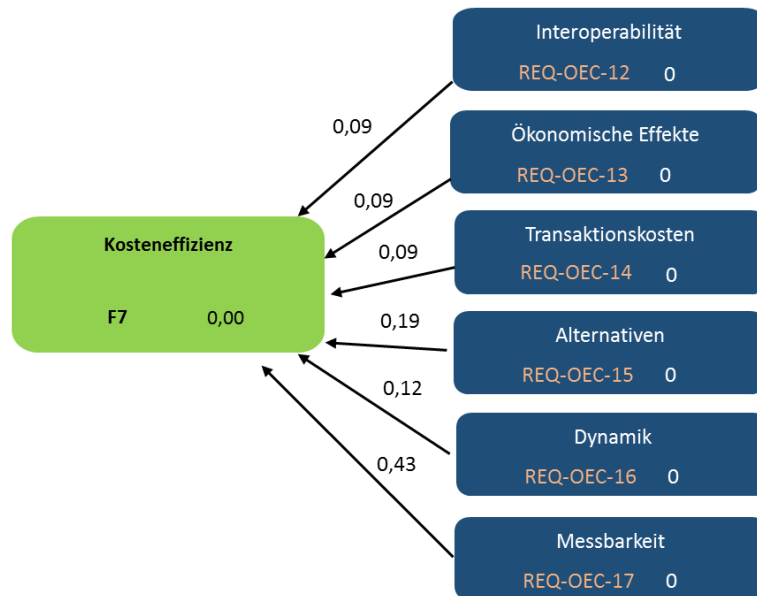 Interoperabilität
REQ-OEC-12 0
0,09
Ökonomische Effekte
REQ-OEC-13 0
0,09
Transaktionskosten
REQ-OEC-14 0
0,09
Kosteneffizienz
F7 0,00
Alternativen
REQ-OEC-15 0
0,19
Dynamik
REQ-OEC-16 0
0,12
Messbarkeit
REQ-OEC-17 0
0,43